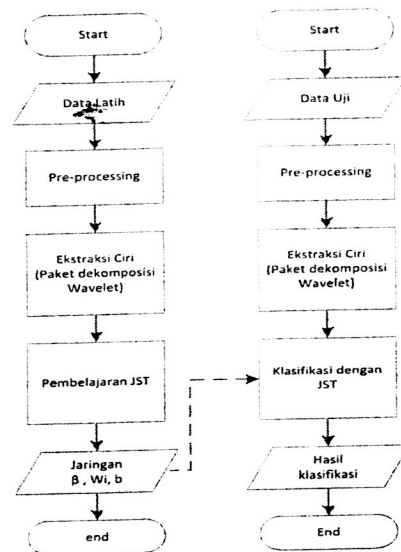 Start
Data Latih
Pre-processing
Ekstraksi Ciri
(Paket dekomposisi
Wavelet)
Pembelajaran JST
Jaringan
β , Wi, b
end
Start
Data Uji
Pre-processing
Ekstraksi Ciri
(Paket dekomposisi
Wavelet)
Klasifikasi dengan
JST
Hasil
klasifikasi
End